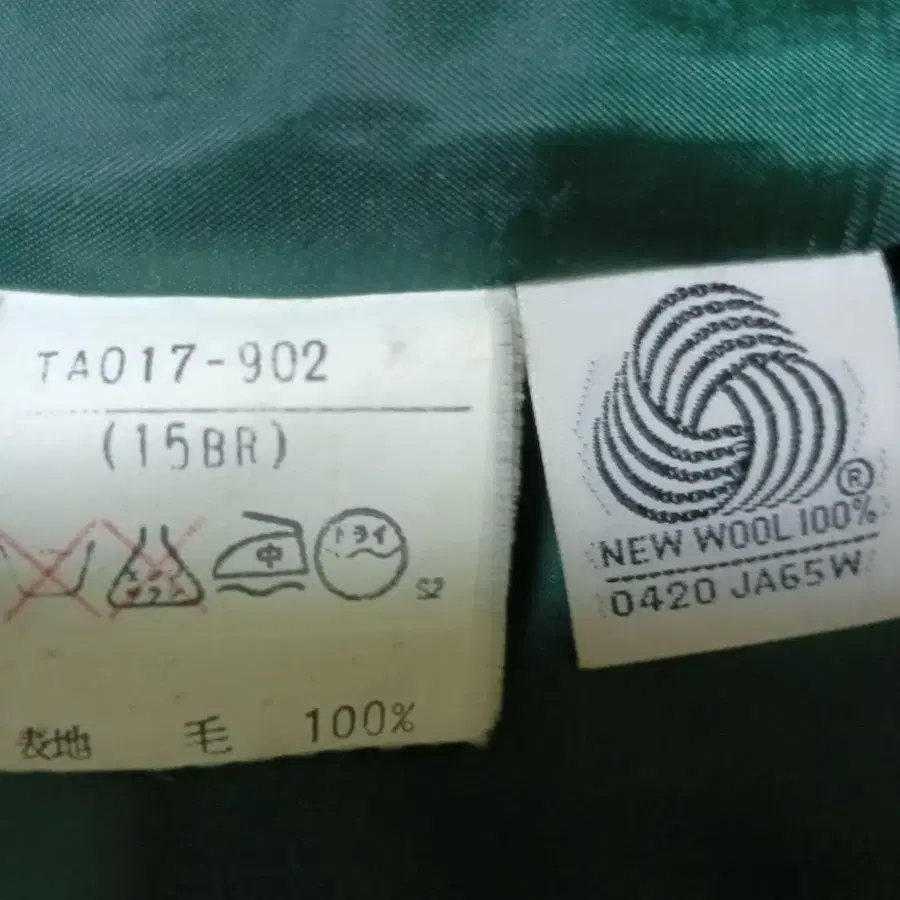 TA017-902
(15BR)
中
ドライ
52
表地 毛 100%
®
NEW WOOL 100%
0420 JA65W